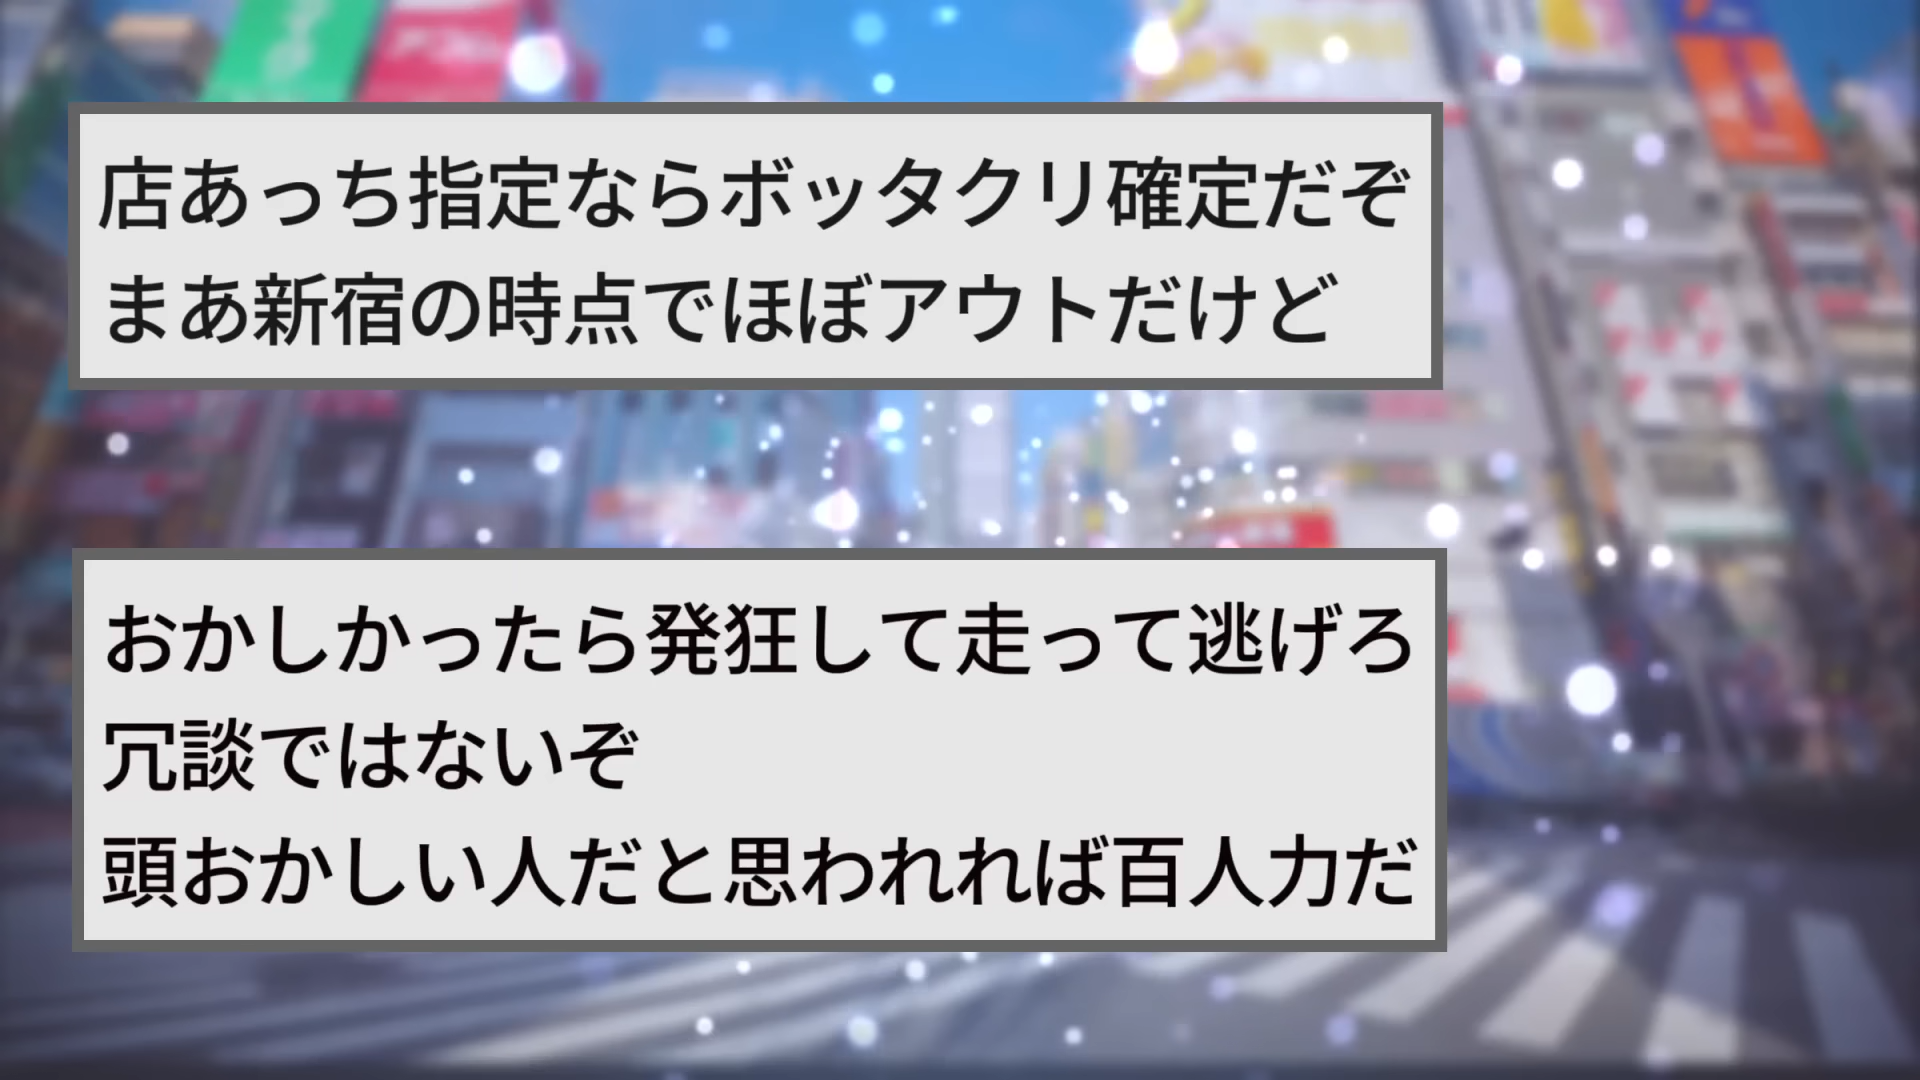 店あっち指定ならボッタクリ確定だぞ
まあ新宿の時点でほぼアウトだけど
おかしかったら発狂して走って逃げろ
冗談ではないぞ
頭おかしい人だと思われれば百人力だ